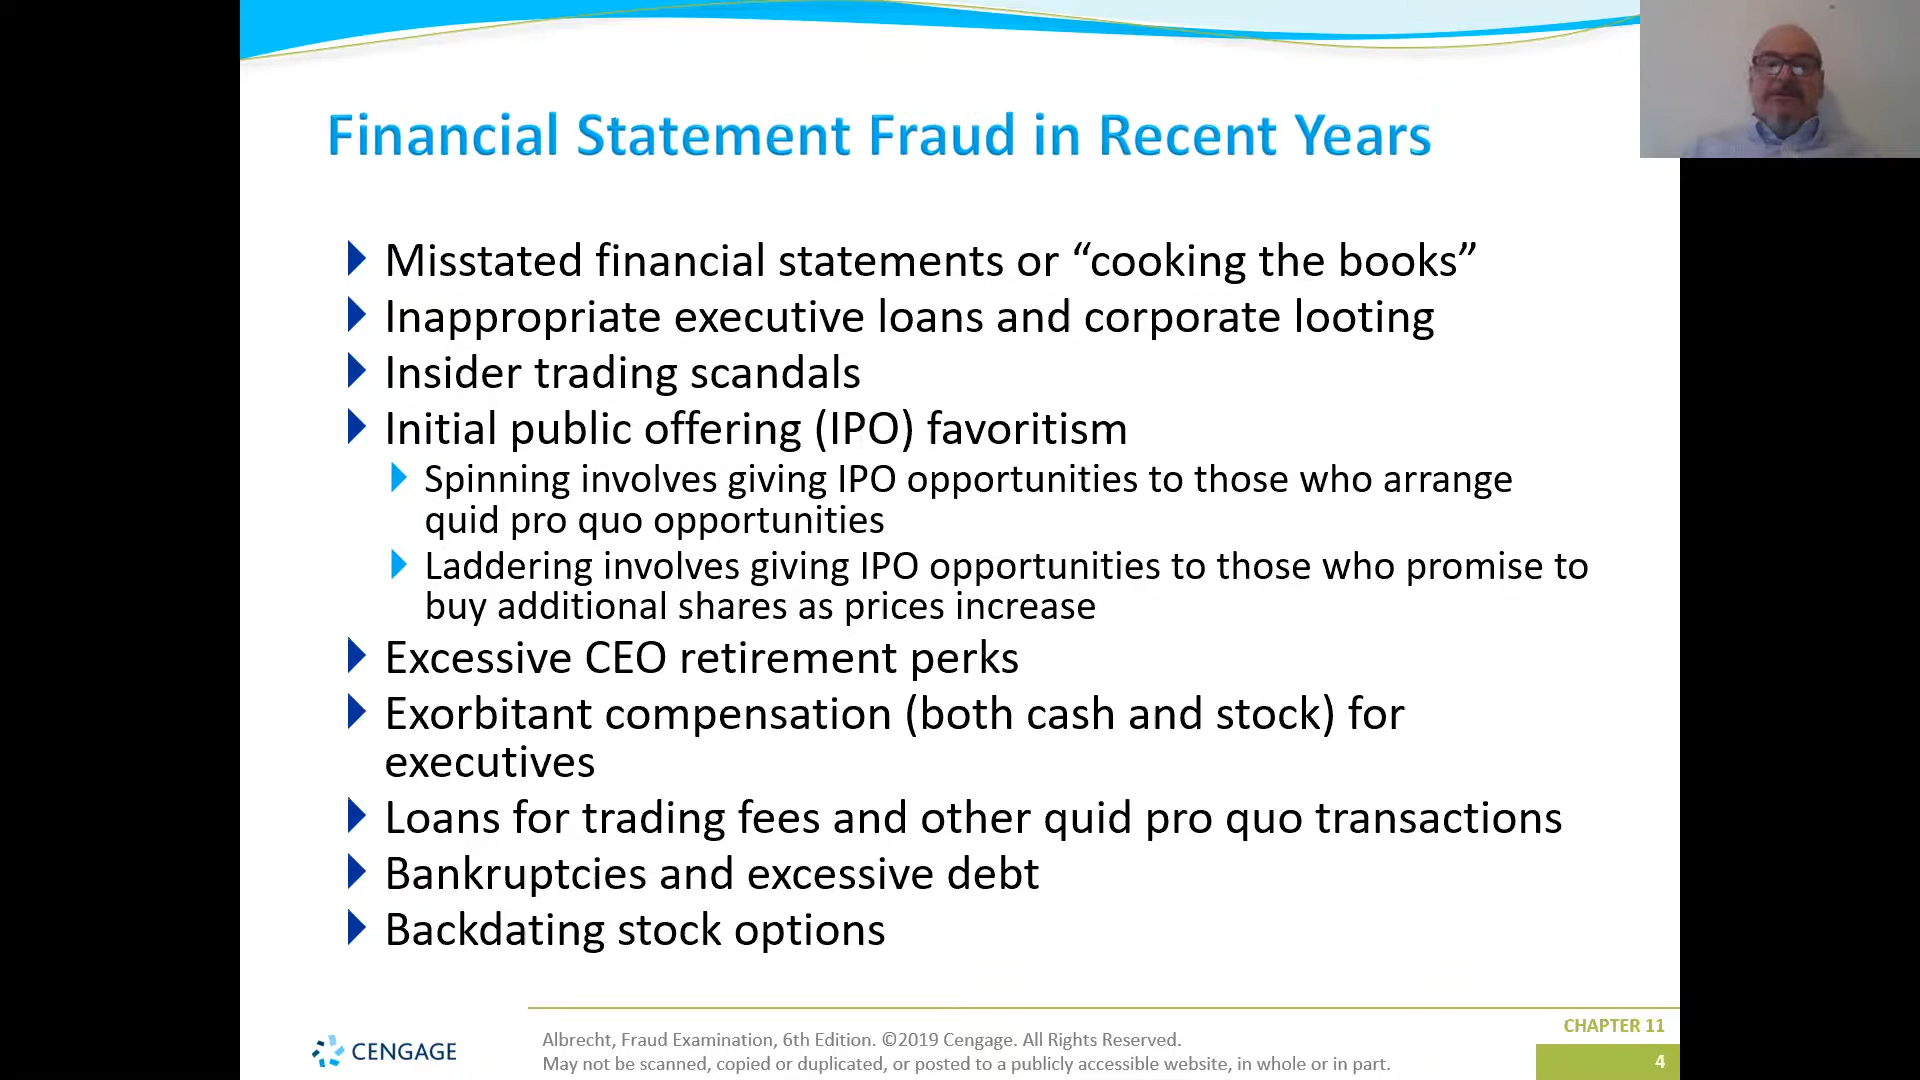 Financial Statement Fraud in Recent Years
Misstated financial statements or “cooking the books”
Inappropriate executive loans and corporate looting
Insider trading scandals
Initial public offering (IPO) favoritism
Spinning involves giving IPO opportunities to those who arrange
quid pro quo opportunities
Laddering involves giving IPO opportunities to those who promise to
buy additional shares as prices increase
Excessive CEO retirement perks
Exorbitant compensation (both cash and stock) for
executives
Loans for trading fees and other quid pro quo transactions
Bankruptcies and excessive debt
Backdating stock options
CENGAGE
Albrecht, Fraud Examination, 6th Edition. ©2019 Cengage. All Rights Reserved.
May not be scanned, copied or duplicated, or posted to a publicly accessible website, in whole or in part.
CHAPTER 11
4